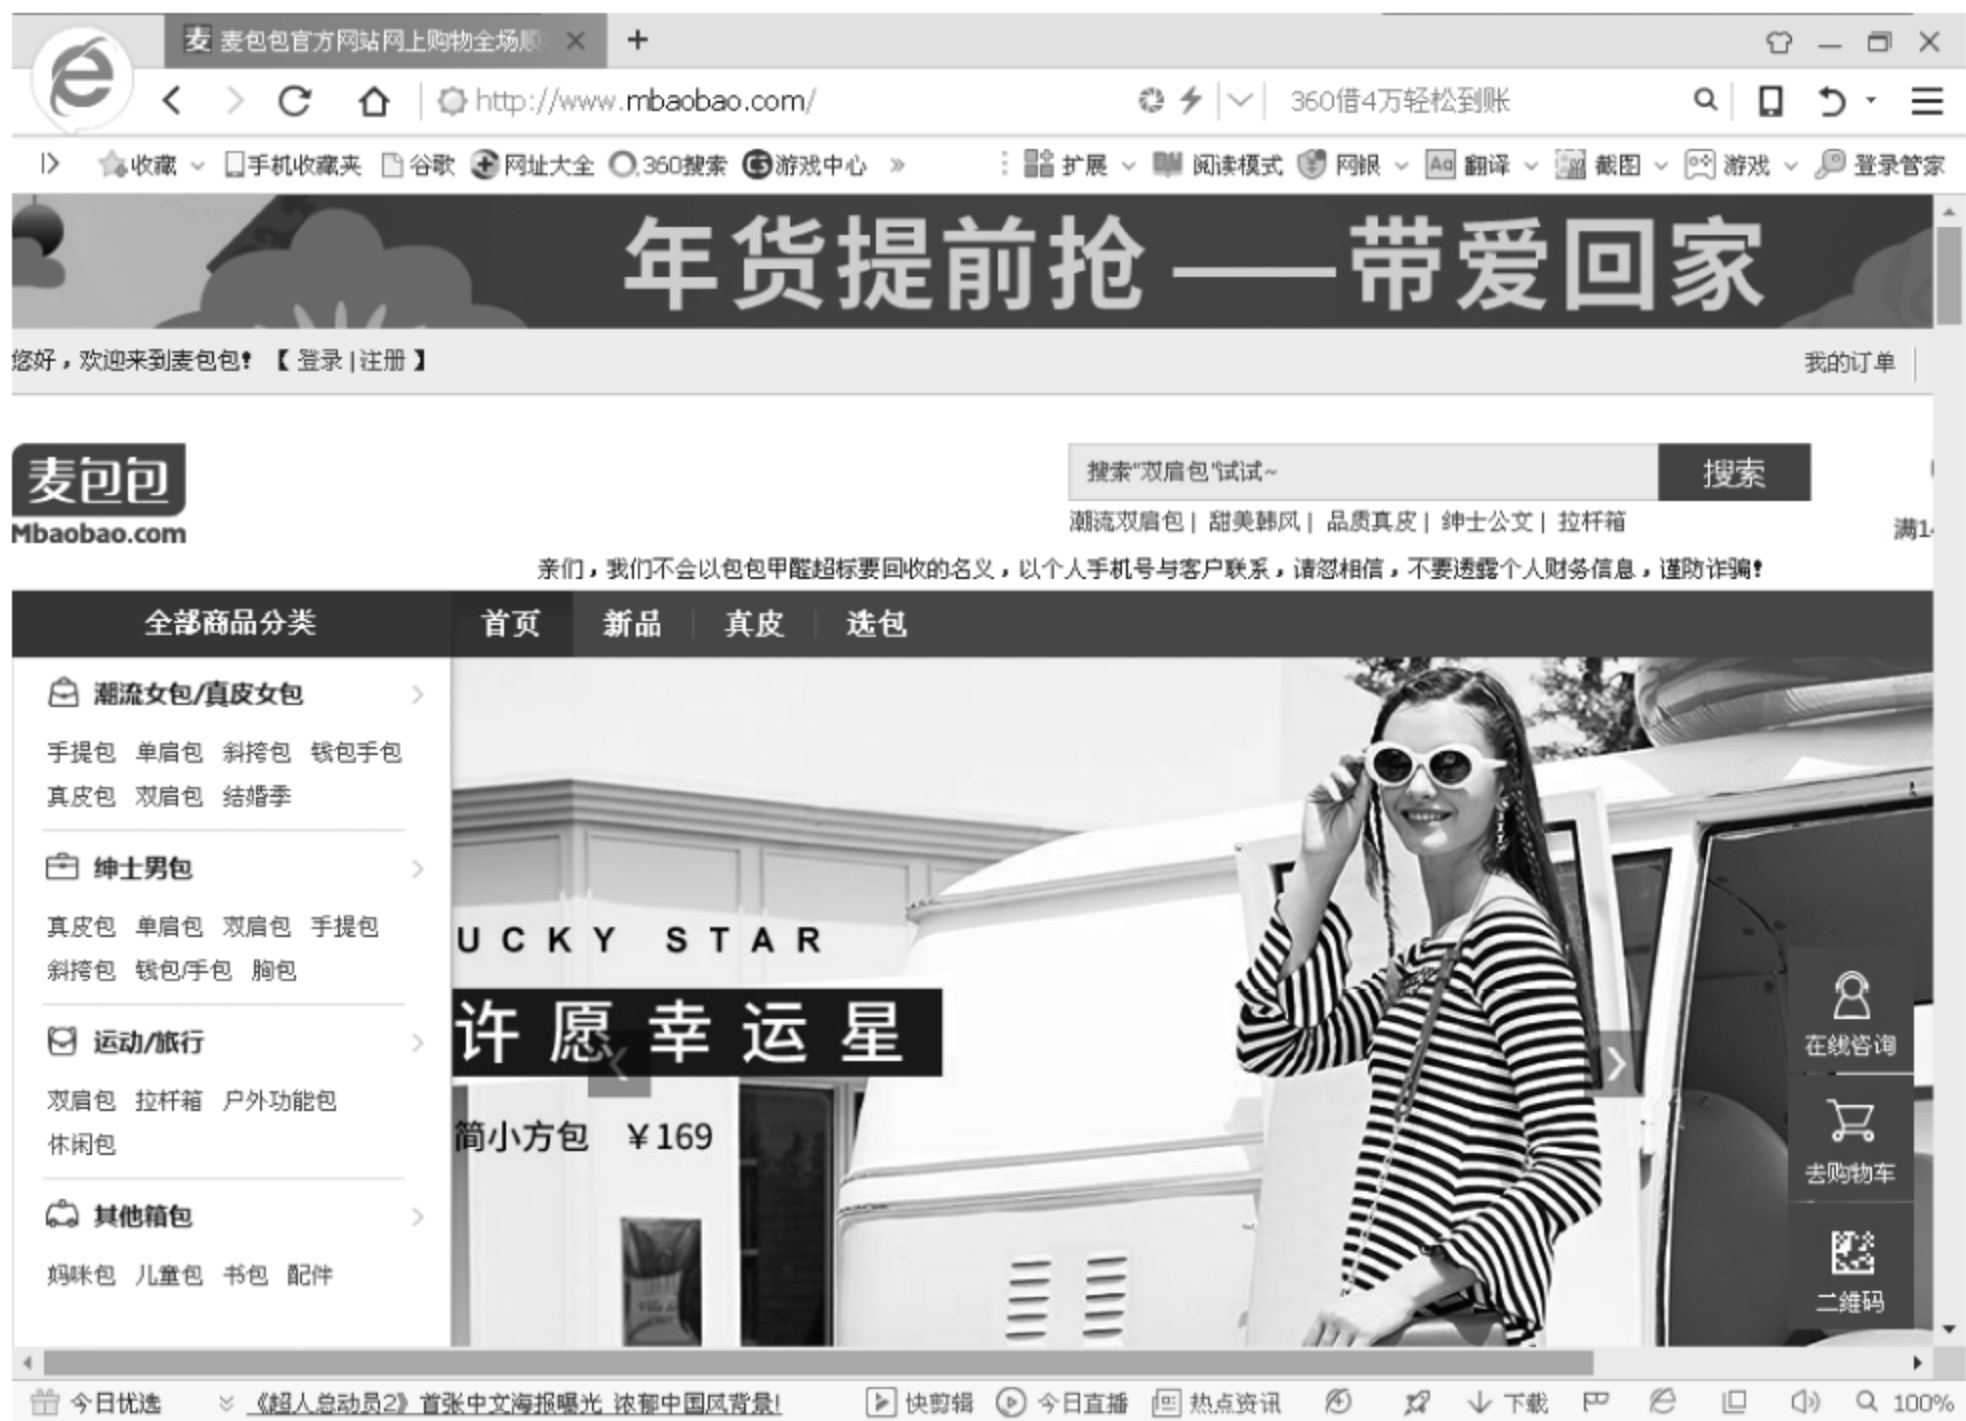 麦 麦包包官方网站网上购物全场顺
http://www.mbaobao.com/ 360借4万轻松到账
收藏 手机收藏夹 谷歌 网址大全 360搜索 游戏中心 » 扩展 阅读模式 网银 翻译 截图 游戏 登录管家
年货提前抢——带爱回家
您好，欢迎来到麦包包！【 登录 | 注册 】 我的订单
麦包包
Mbaobao.com
搜索"双肩包"试试~ 搜索
潮流双肩包 | 甜美韩风 | 品质真皮 | 绅士公文 | 拉杆箱
满14
亲们，我们不会以包包甲醛超标要回收的名义，以个人手机号与客户联系，请忽相信，不要透露个人财务信息，谨防诈骗！
全部商品分类 首页 新品 真皮 选包
潮流女包/真皮女包
手提包 单肩包 斜挎包 钱包手包
真皮包 双肩包 结婚季
绅士男包
真皮包 单肩包 双肩包 手提包
斜挎包 钱包/手包 胸包
运动/旅行
双肩包 拉杆箱 户外功能包
休闲包
其他箱包
妈咪包 儿童包 书包 配件
UCKY STAR
许愿幸运星
简小方包 ￥169
在线咨询
去购物车
二维码
今日优选 《超人总动员2》首张中文海报曝光 浓郁中国风背景! 快剪辑 今日直播 热点资讯 下载 100%